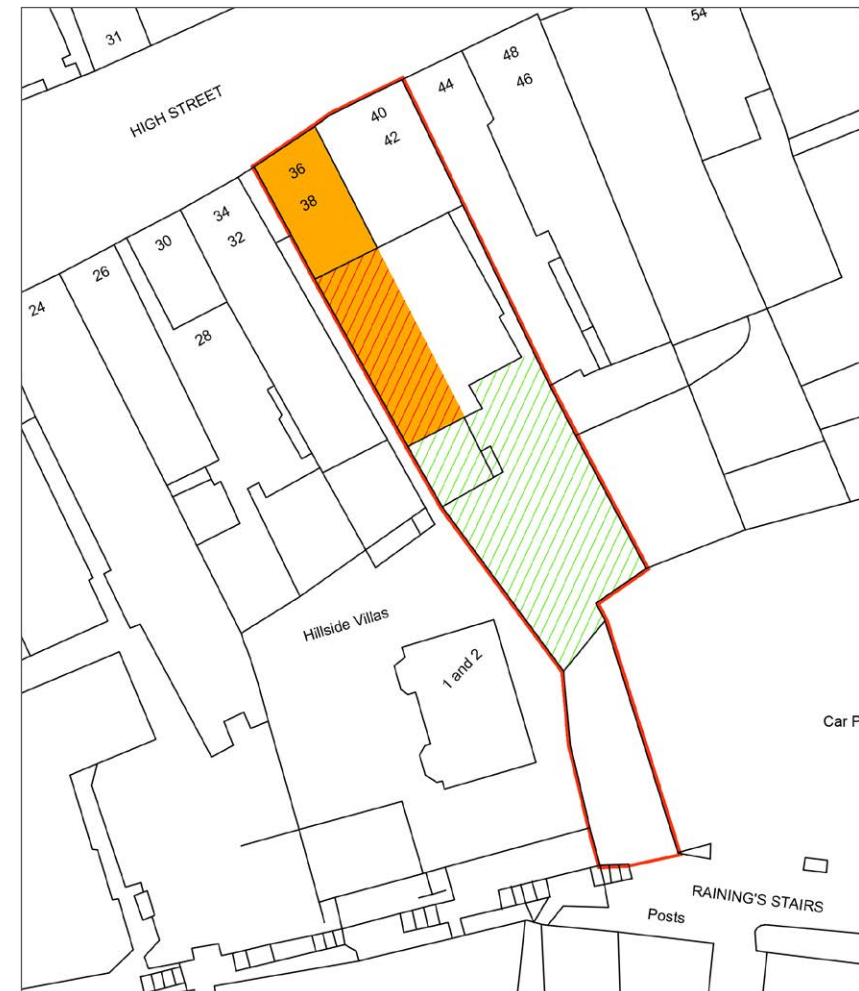 31
54
HIGH STREET
48
46
44
40
42
36
38
34
32
30
26
24
28
Hillside Villas
1 and 2
Car P
RAINING'S STAIRS
Posts